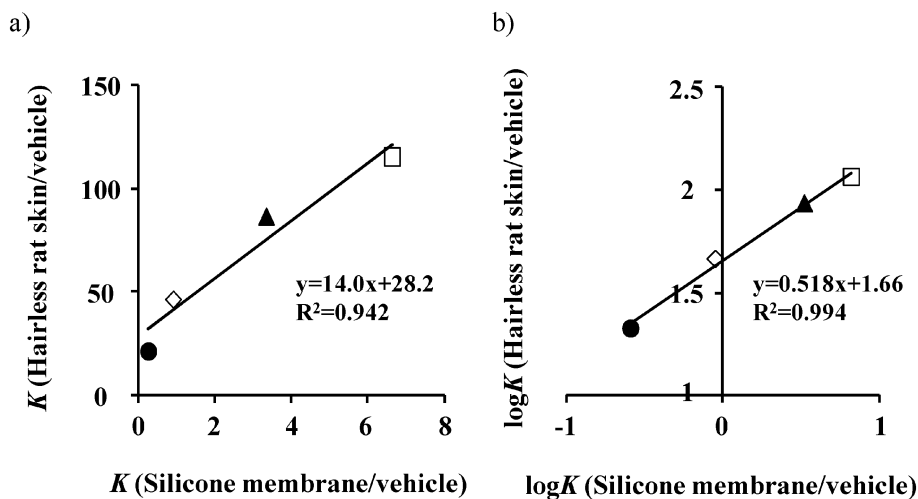 a)
K (Hairless rat skin/vehicle)
150
100
50
0
0 2 4 6 8
y=14.0x+28.2
R²=0.942
K (Silicone membrane/vehicle)
b)
logK (Hairless rat skin/vehicle)
2.5
2
1.5
1
-1 0 1
y=0.518x+1.66
R²=0.994
logK (Silicone membrane/vehicle)